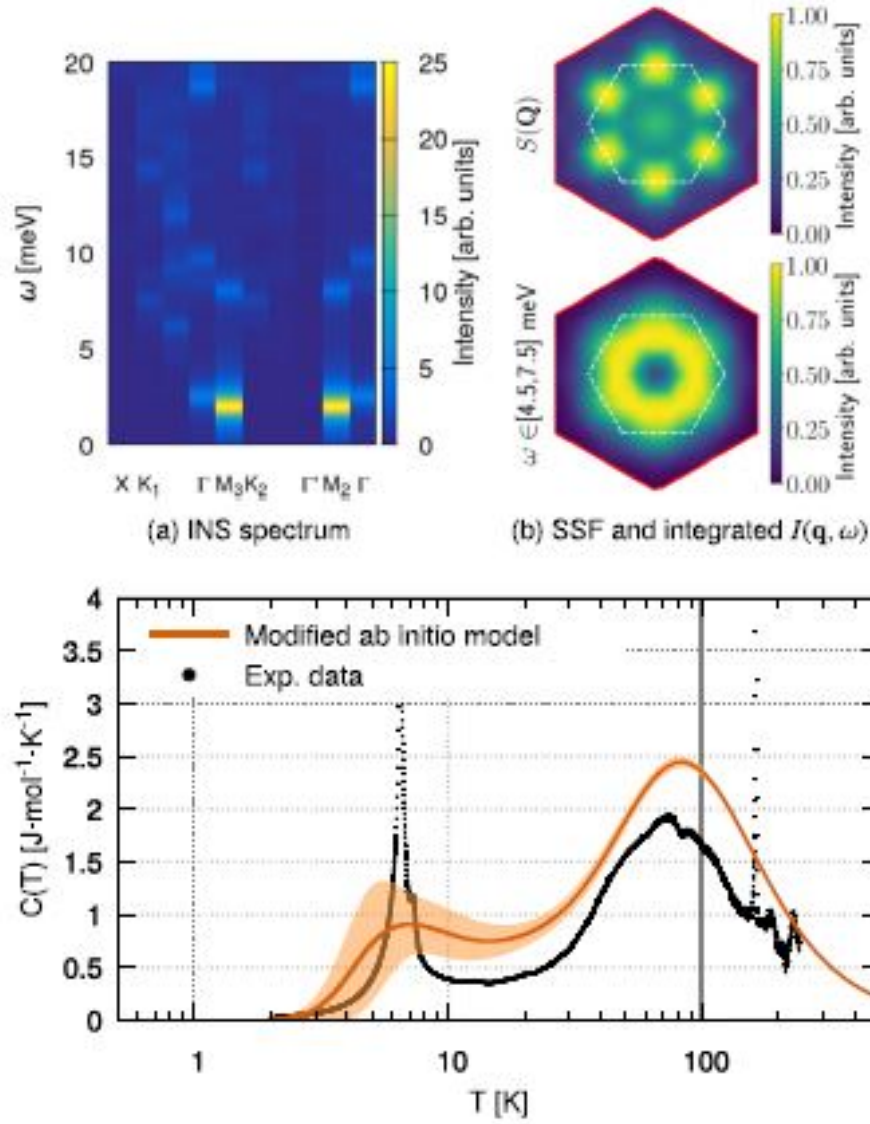 20
15
10
5
0
ω [meV]
X K₁ Γ M₃ K₂ Γ' M₂ Γ
25
20
15
10
5
0
Intensity [arb. units]
(a) INS spectrum
S(Q)
1.00
0.75
0.50
0.25
0.00
Intensity [arb. units]
ω ∈ [4.5,7.5] meV
1.00
0.75
0.50
0.25
0.00
Intensity [arb. units]
(b) SSF and integrated I(q, ω)
4
3.5
3
2.5
2
1.5
1
0.5
0
C(T) [J·mol⁻¹·K⁻¹]
Modified ab initio model
Exp. data
1 10 100
T [K]